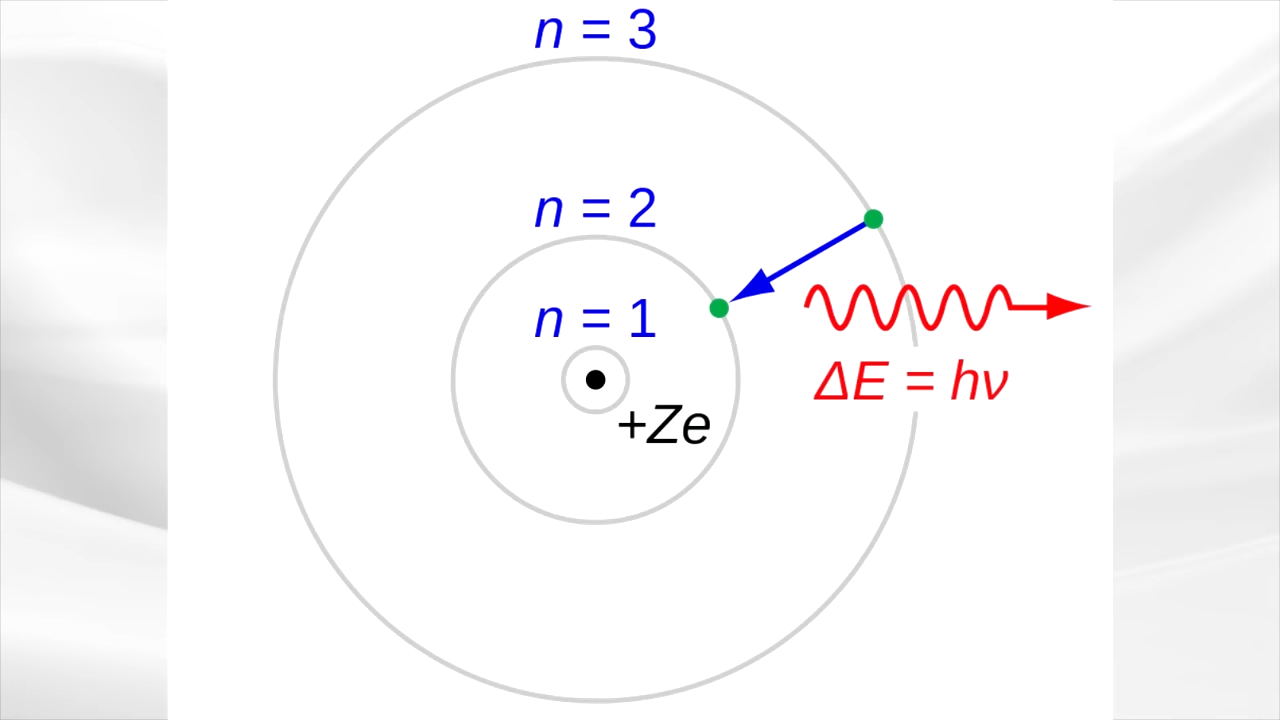 n = 3
n = 2
n = 1
+Ze
ΔE = hν